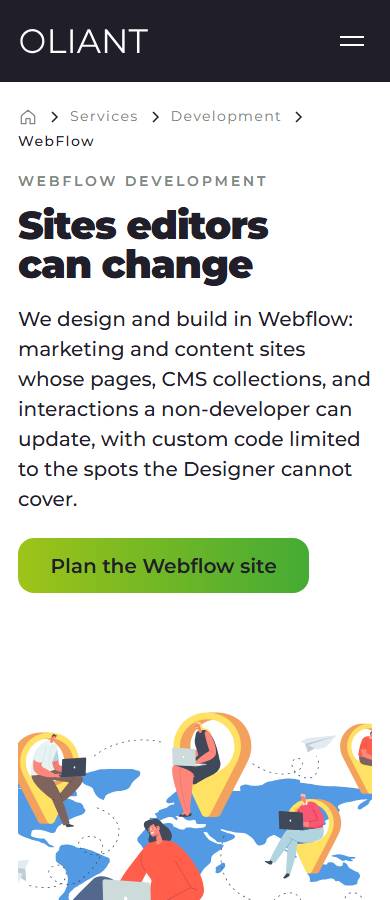 OLIANT
Services
Development
WebFlow
WEBFLOW DEVELOPMENT
Sites editors
can change
We design and build in Webflow:
marketing and content sites
whose pages, CMS collections, and
interactions a non-developer can
update, with custom code limited
to the spots the Designer cannot
cover.
Plan the Webflow site